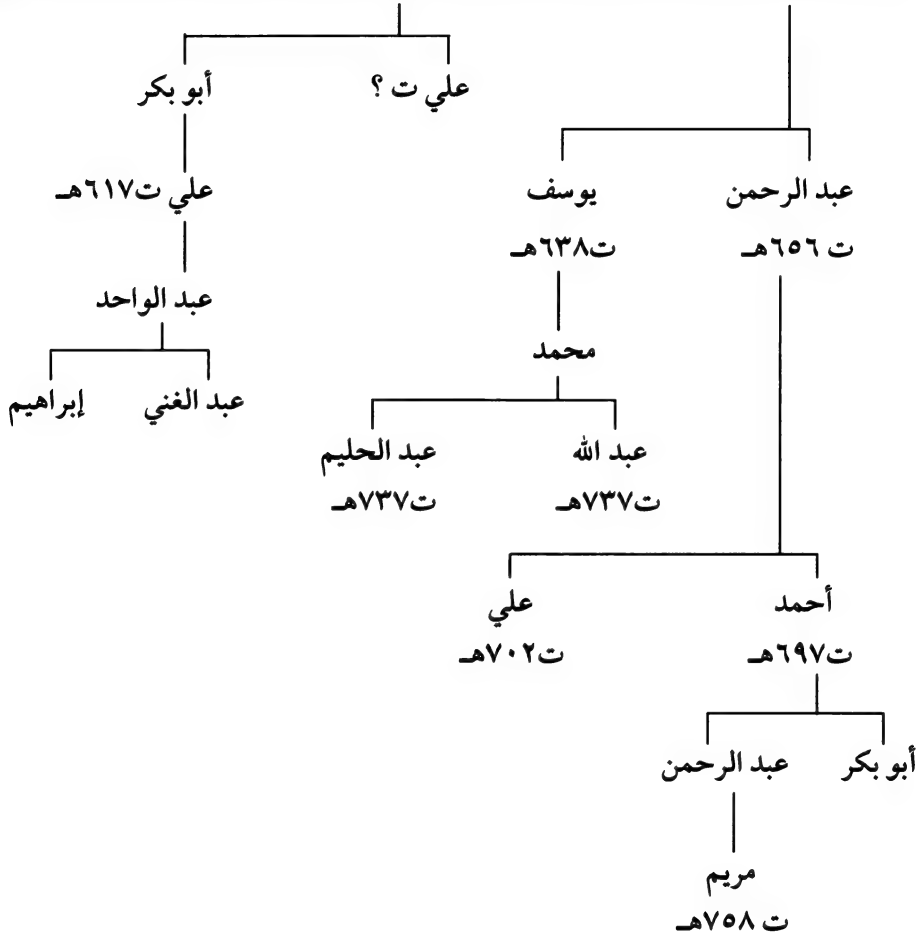 علي ت ؟
أبو بكر
عبد الرحمن
ت ٦٥٦هـ
يوسف
ت٦٣٨هـ
علي ت٦١٧هـ
عبد الواحد
محمد
عبد الغني
إبراهيم
عبد الله
ت٧٣٧هـ
عبد الحليم
ت٧٣٧هـ
أحمد
ت٦٩٧هـ
علي
ت٧٠٢هـ
أبو بكر
عبد الرحمن
مريم
ت ٧٥٨هـ